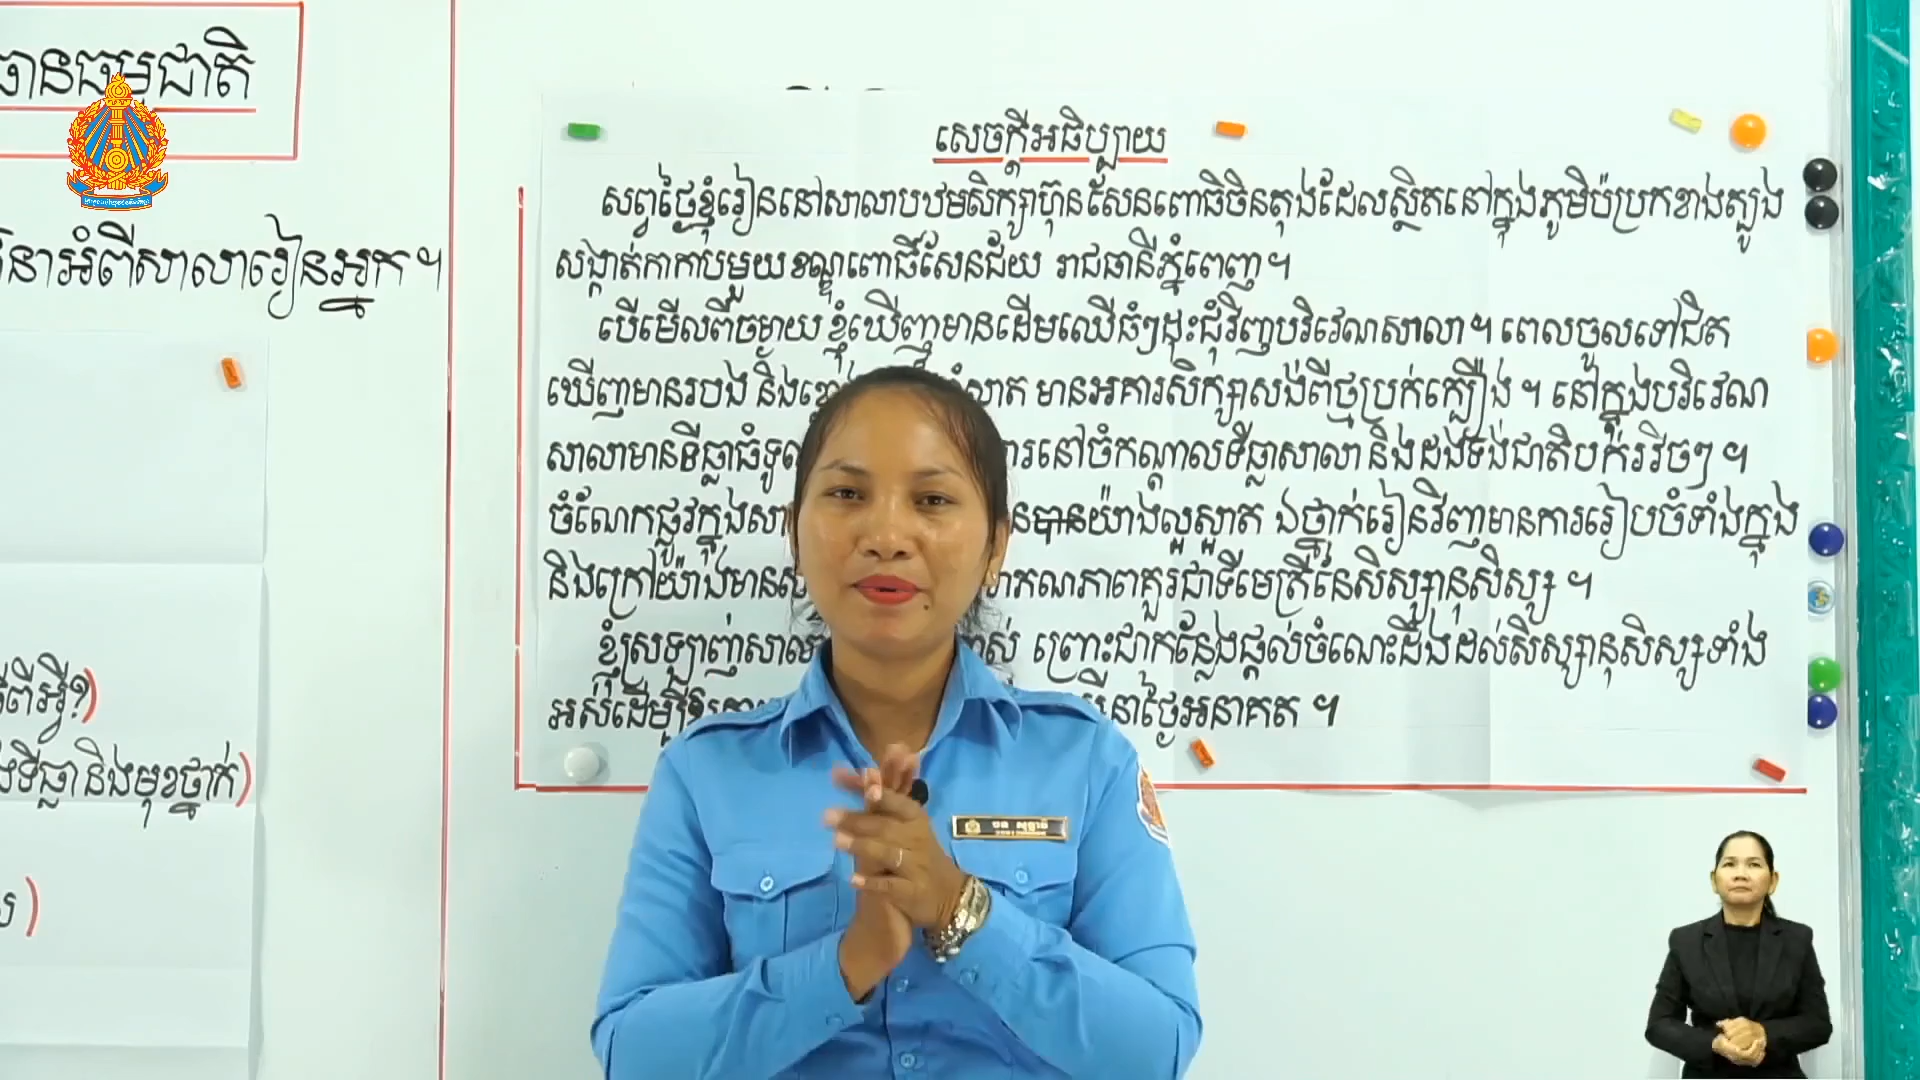 ធានធម្មជាតិ
នាអំពីសាលារៀនអ្នក។
ពីអ្វី?)
ទីធ្លា និងមុខថ្នាក់)
សេចក្តីអធិប្បាយ
សព្វថ្ងៃខ្ញុំរៀននៅសាលាបឋមសិក្សាហ៊ុនសែនពោធិចិនតុងដែលស្ថិតនៅក្នុងភូមិប៉ប្រកខាងត្បូង
សង្កាត់កាកាបមួយខណ្ឌពោធិ៍សែនជ័យ រាជធានីភ្នំពេញ។
បើមើលពីចម្ងាយ ខ្ញុំឃើញមានដើមឈើធំៗដុះជុំវិញបរិវេណសាលា។ ពេលចូលទៅជិត
ឃើញមានរបង និង មានអគារសិក្សាសង់ពីថ្មប្រក់ក្បឿង ។ នៅក្នុងបរិវេណ
សាលាមានទីធ្លាធំទូ នៅចំកណ្តាលទីធ្លាសាលា និងដងទង់ជាតិបក់រវិចៗ ។
ចំណែកផ្លូវក្នុងសា បានយ៉ាងល្អស្អាត ឯថ្នាក់រៀនវិញមានការរៀបចំទាំងក្នុង
និងក្រៅយ៉ាងមាន ភណភាពគួរជាទីមេត្រីនៃសិស្សានុសិស្ស ។
ខ្ញុំស្រឡាញ់សាលា ណាស់ ព្រោះជាកន្លែងផ្តល់ចំណេះដឹងដល់សិស្សានុសិស្សទាំង
អស់ដើម្បី នាថ្ងៃអនាគត ៕